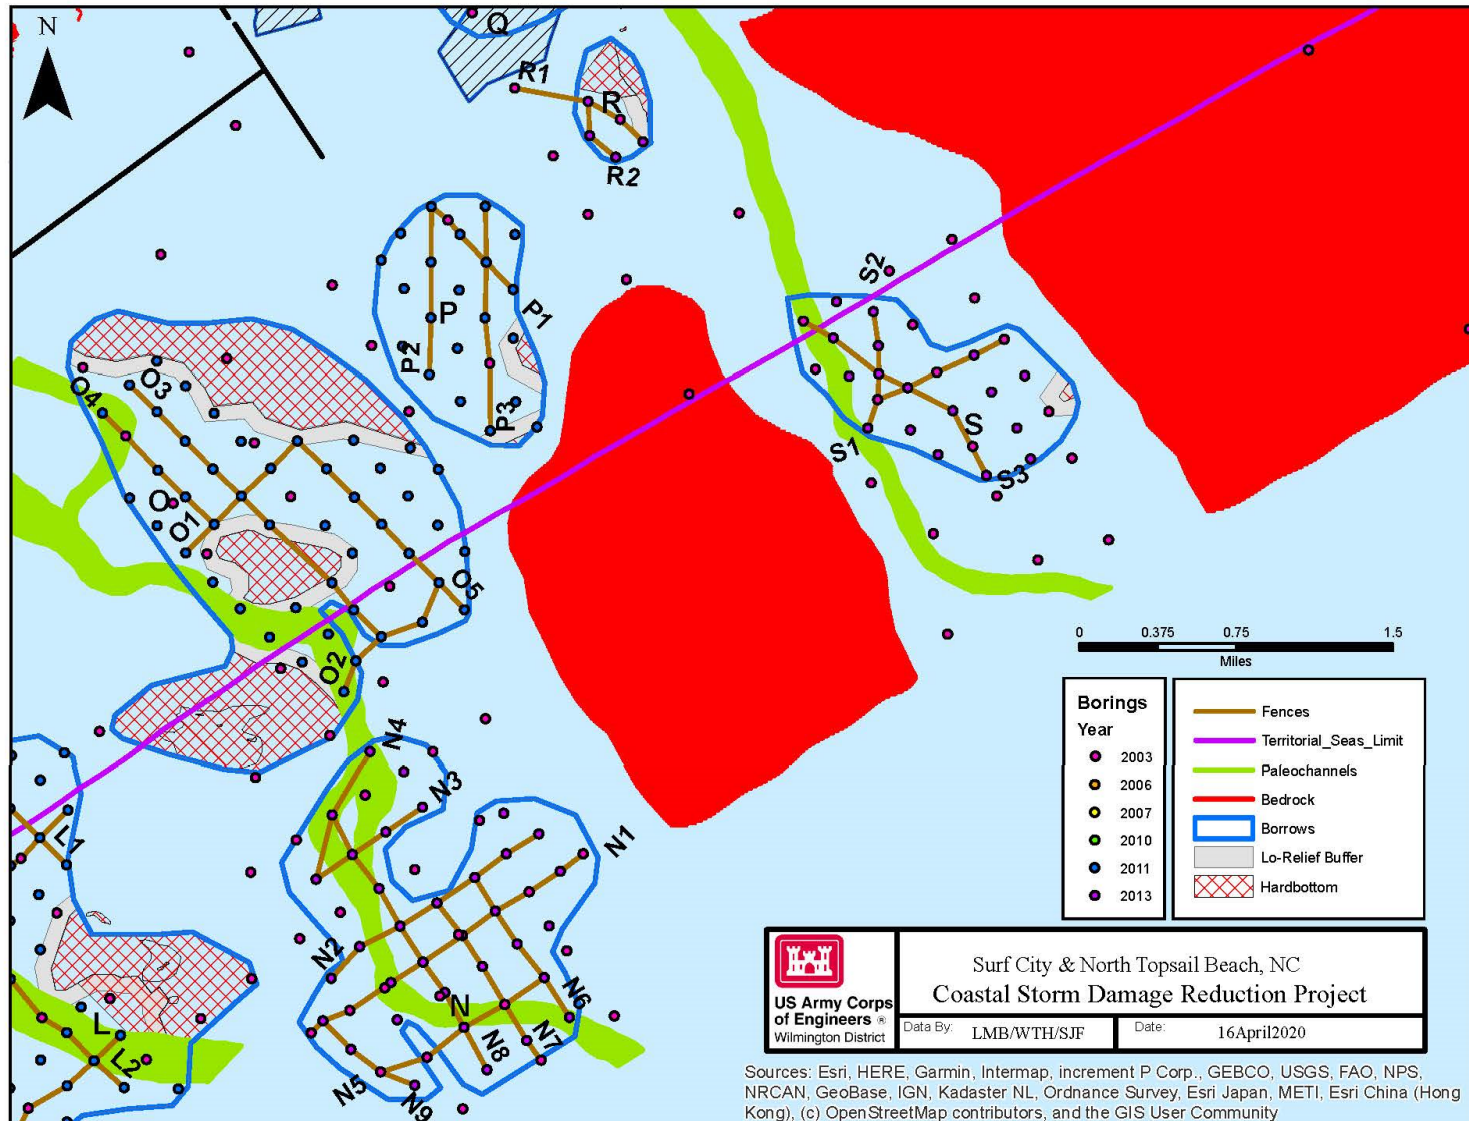 N
Q
R1
R
R2
S2
P
P1
P2
P3
O3
O4
O
O1
S
S1
S3
O5
O2
0 0.375 0.75 1.5
Miles
N4
N3
N1
L1
N2
N
N6
N7
N8
N5
N9
L
L2
Borings
Year
2003
2006
2007
2010
2011
2013
Fences
Territorial_Seas_Limit
Paleochannels
Bedrock
Borrows
Lo-Relief Buffer
Hardbottom
US Army Corps
of Engineers ®
Wilmington District
Surf City & North Topsail Beach, NC
Coastal Storm Damage Reduction Project
Data By: LMB/WTH/SJF Date: 16April2020
Sources: Esri, HERE, Garmin, Intermap, increment P Corp., GEBCO, USGS, FAO, NPS,
NRCAN, GeoBase, IGN, Kadaster NL, Ordnance Survey, Esri Japan, METI, Esri China (Hong
Kong), (c) OpenStreetMap contributors, and the GIS User Community